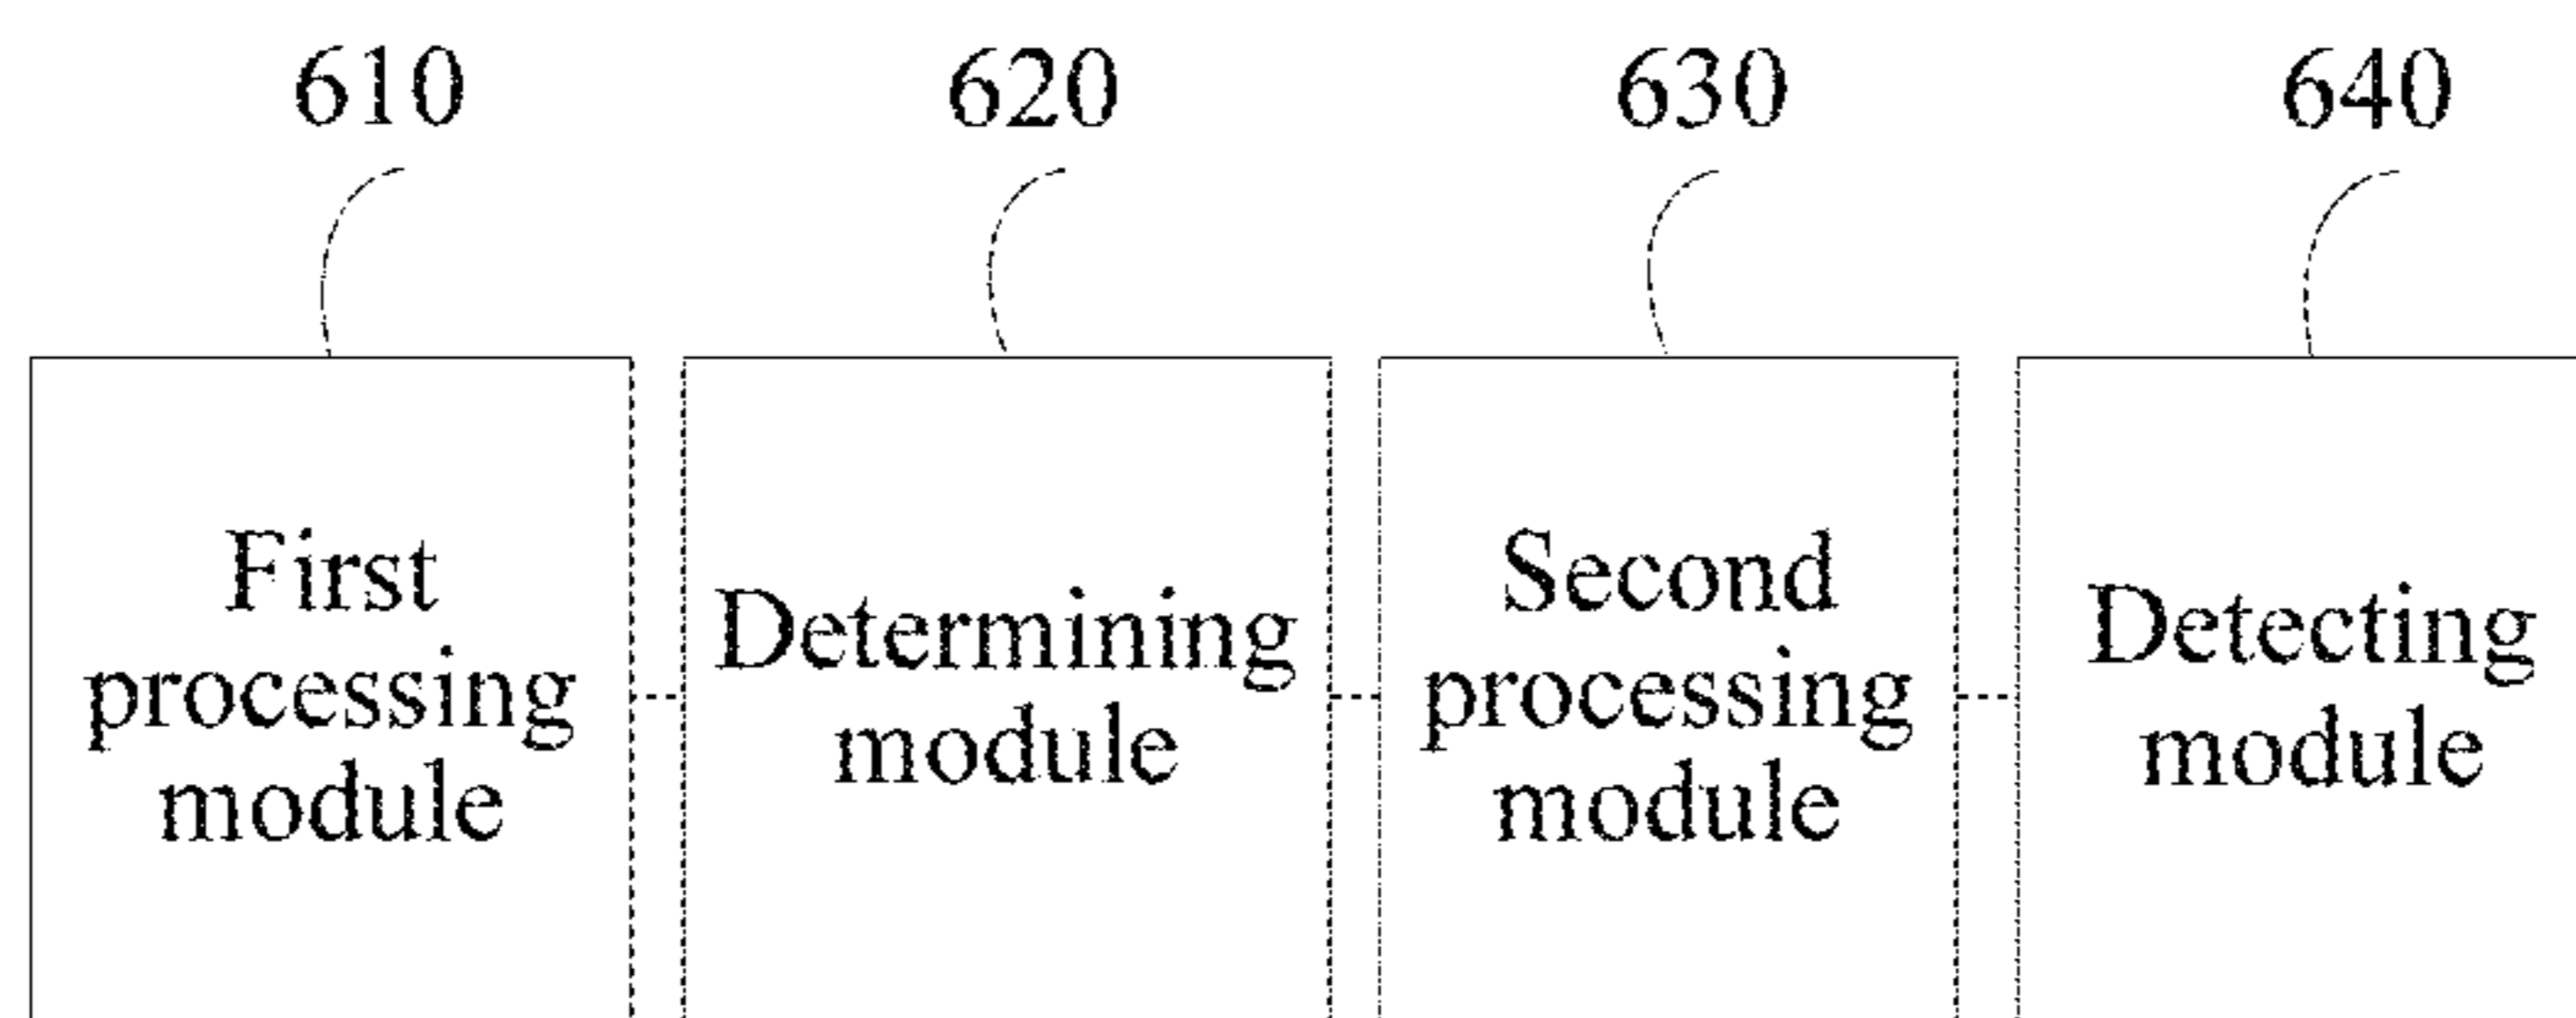 610
620
630
640
First
processing
module
Determining
module
Second
processing
module
Detecting
module